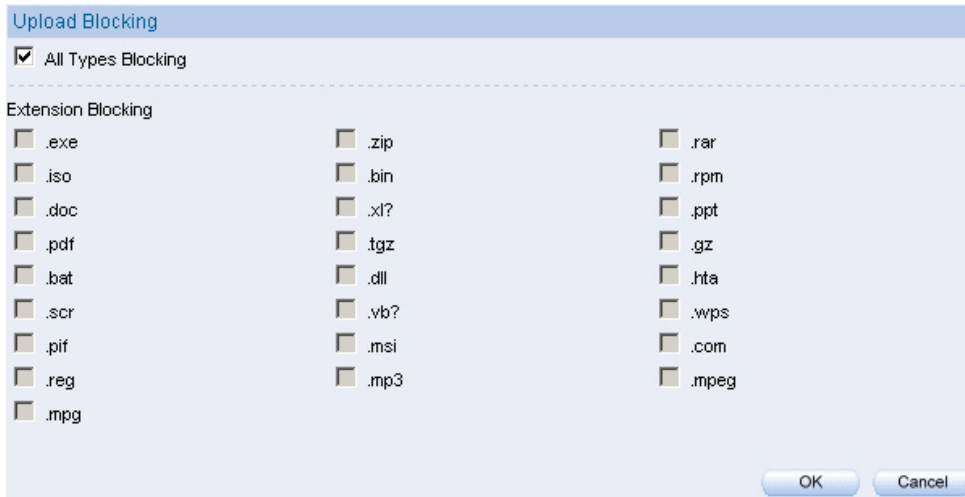 Upload Blocking
All Types Blocking
Extension Blocking
.exe .zip .rar
.iso .bin .rpm
.doc .xl? .ppt
.pdf .tgz .gz
.bat .dll .hta
.scr .vb? .wps
.pif .msi .com
.reg .mp3 .mpeg
.mpg
OK Cancel